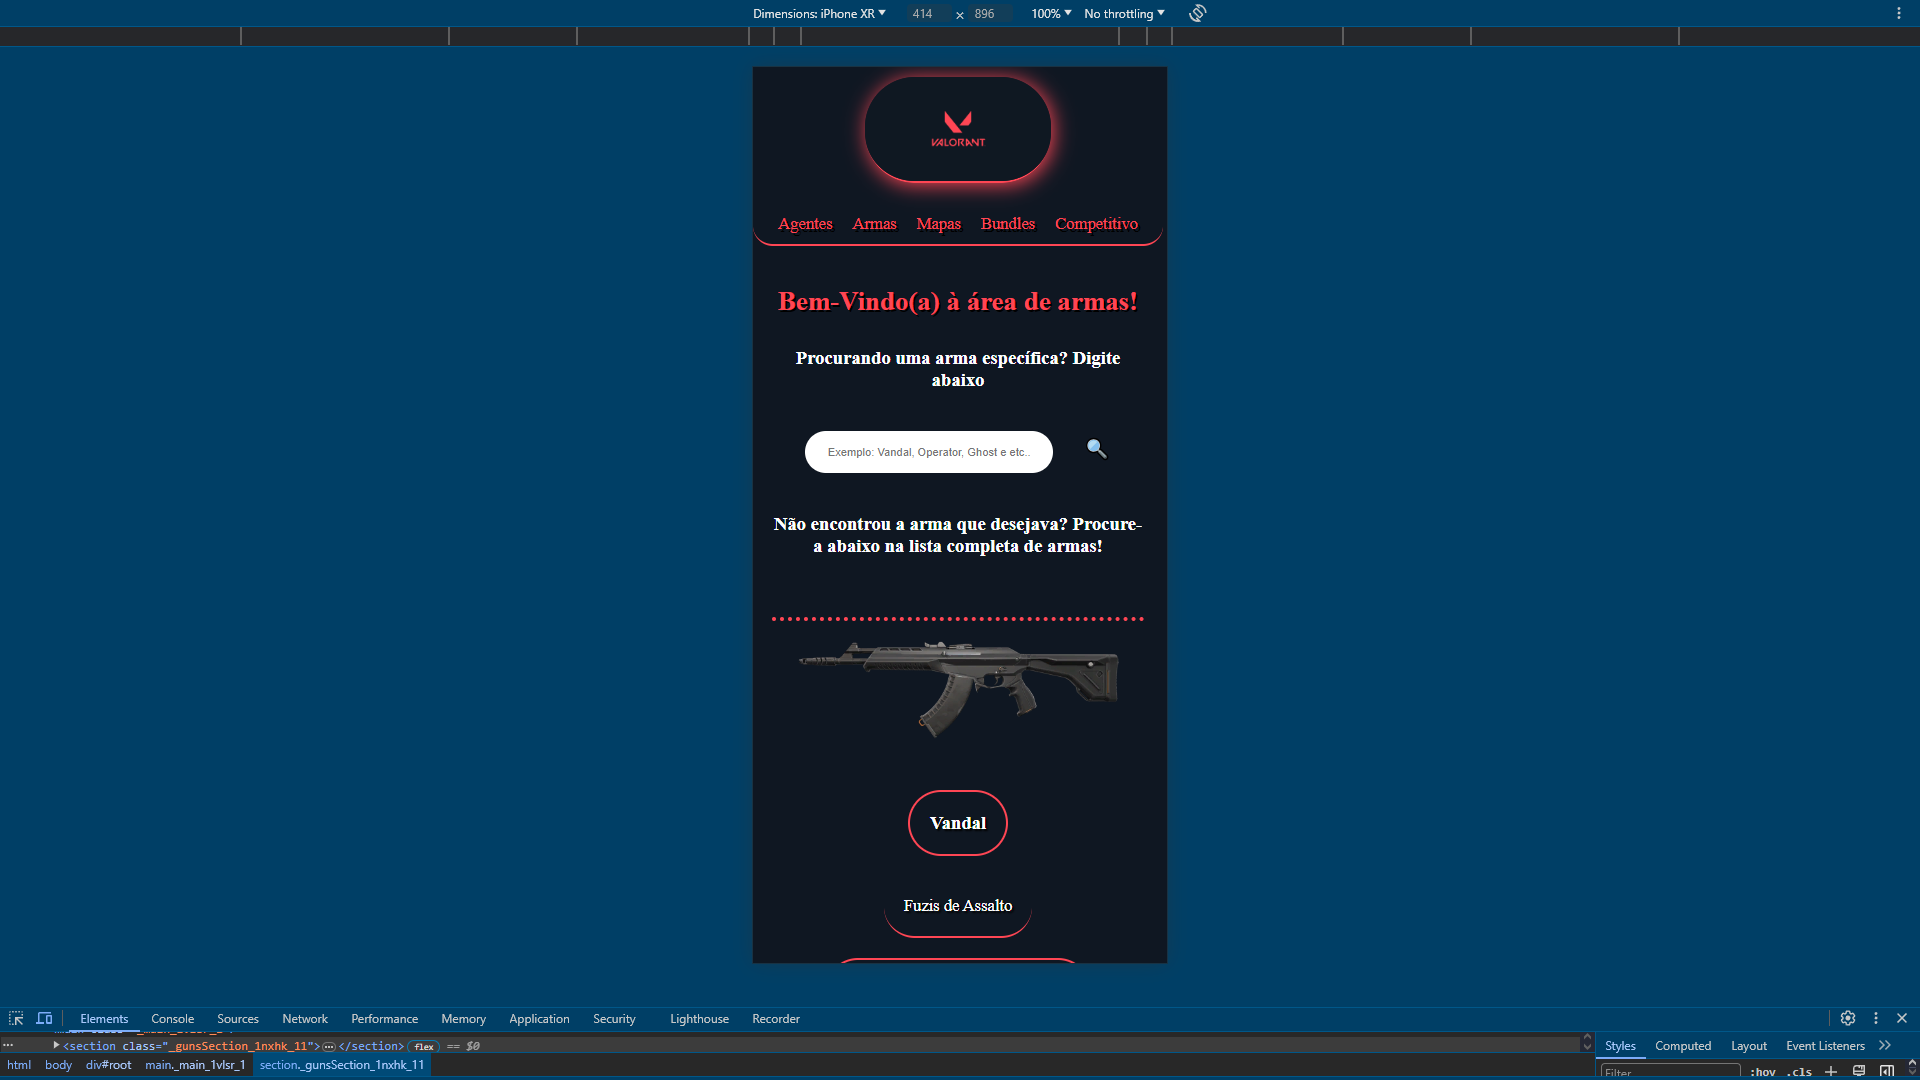 Dimensions: iPhone XR 414 × 896 100% No throttling
VALORANT
Agentes Armas Mapas Bundles Competitivo
Bem-Vindo(a) à área de armas!
Procurando uma arma específica? Digite
abaixo
Exemplo: Vandal, Operator, Ghost e etc..
Não encontrou a arma que desejava? Procure-
a abaixo na lista completa de armas!
Vandal
Fuzis de Assalto
Elements Console Sources Network Performance Memory Application Security Lighthouse Recorder
<section class="_gunsSection_1nxhk_11"> … </section> flex == $0
html body div#root main._main_1vlsr_1 section._gunsSection_1nxhk_11
Styles Computed Layout Event Listeners
Filter :hov .cls